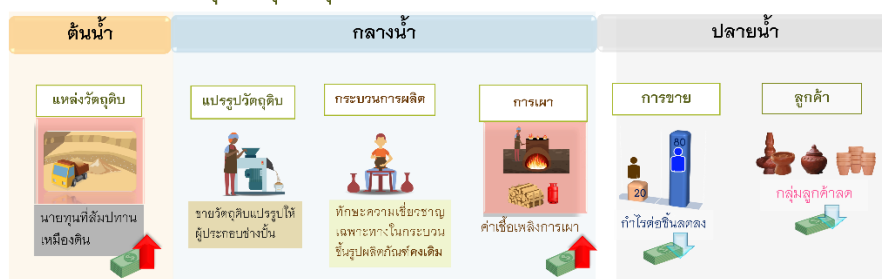 ต้นน้ำ
กลางน้ำ
ปลายน้ำ
แหล่งวัตถุดิบ
แปรรูปวัตถุดิบ
กระบวนการผลิต
การเผา
การขาย
ลูกค้า
80
20
นายทุนที่สัมปทาน
เหมืองดิน
ขายวัตถุดิบแปรรูปให้
ผู้ประกอบช่างปั้น
ทักษะความเชี่ยวชาญ
เฉพาะทางในกระบวน
ขึ้นรูปผลิตภัณฑ์คงเดิม
ค่าเชื้อเพลิงการเผา
กำไรต่อชิ้นลดลง
กลุ่มลูกค้าลด